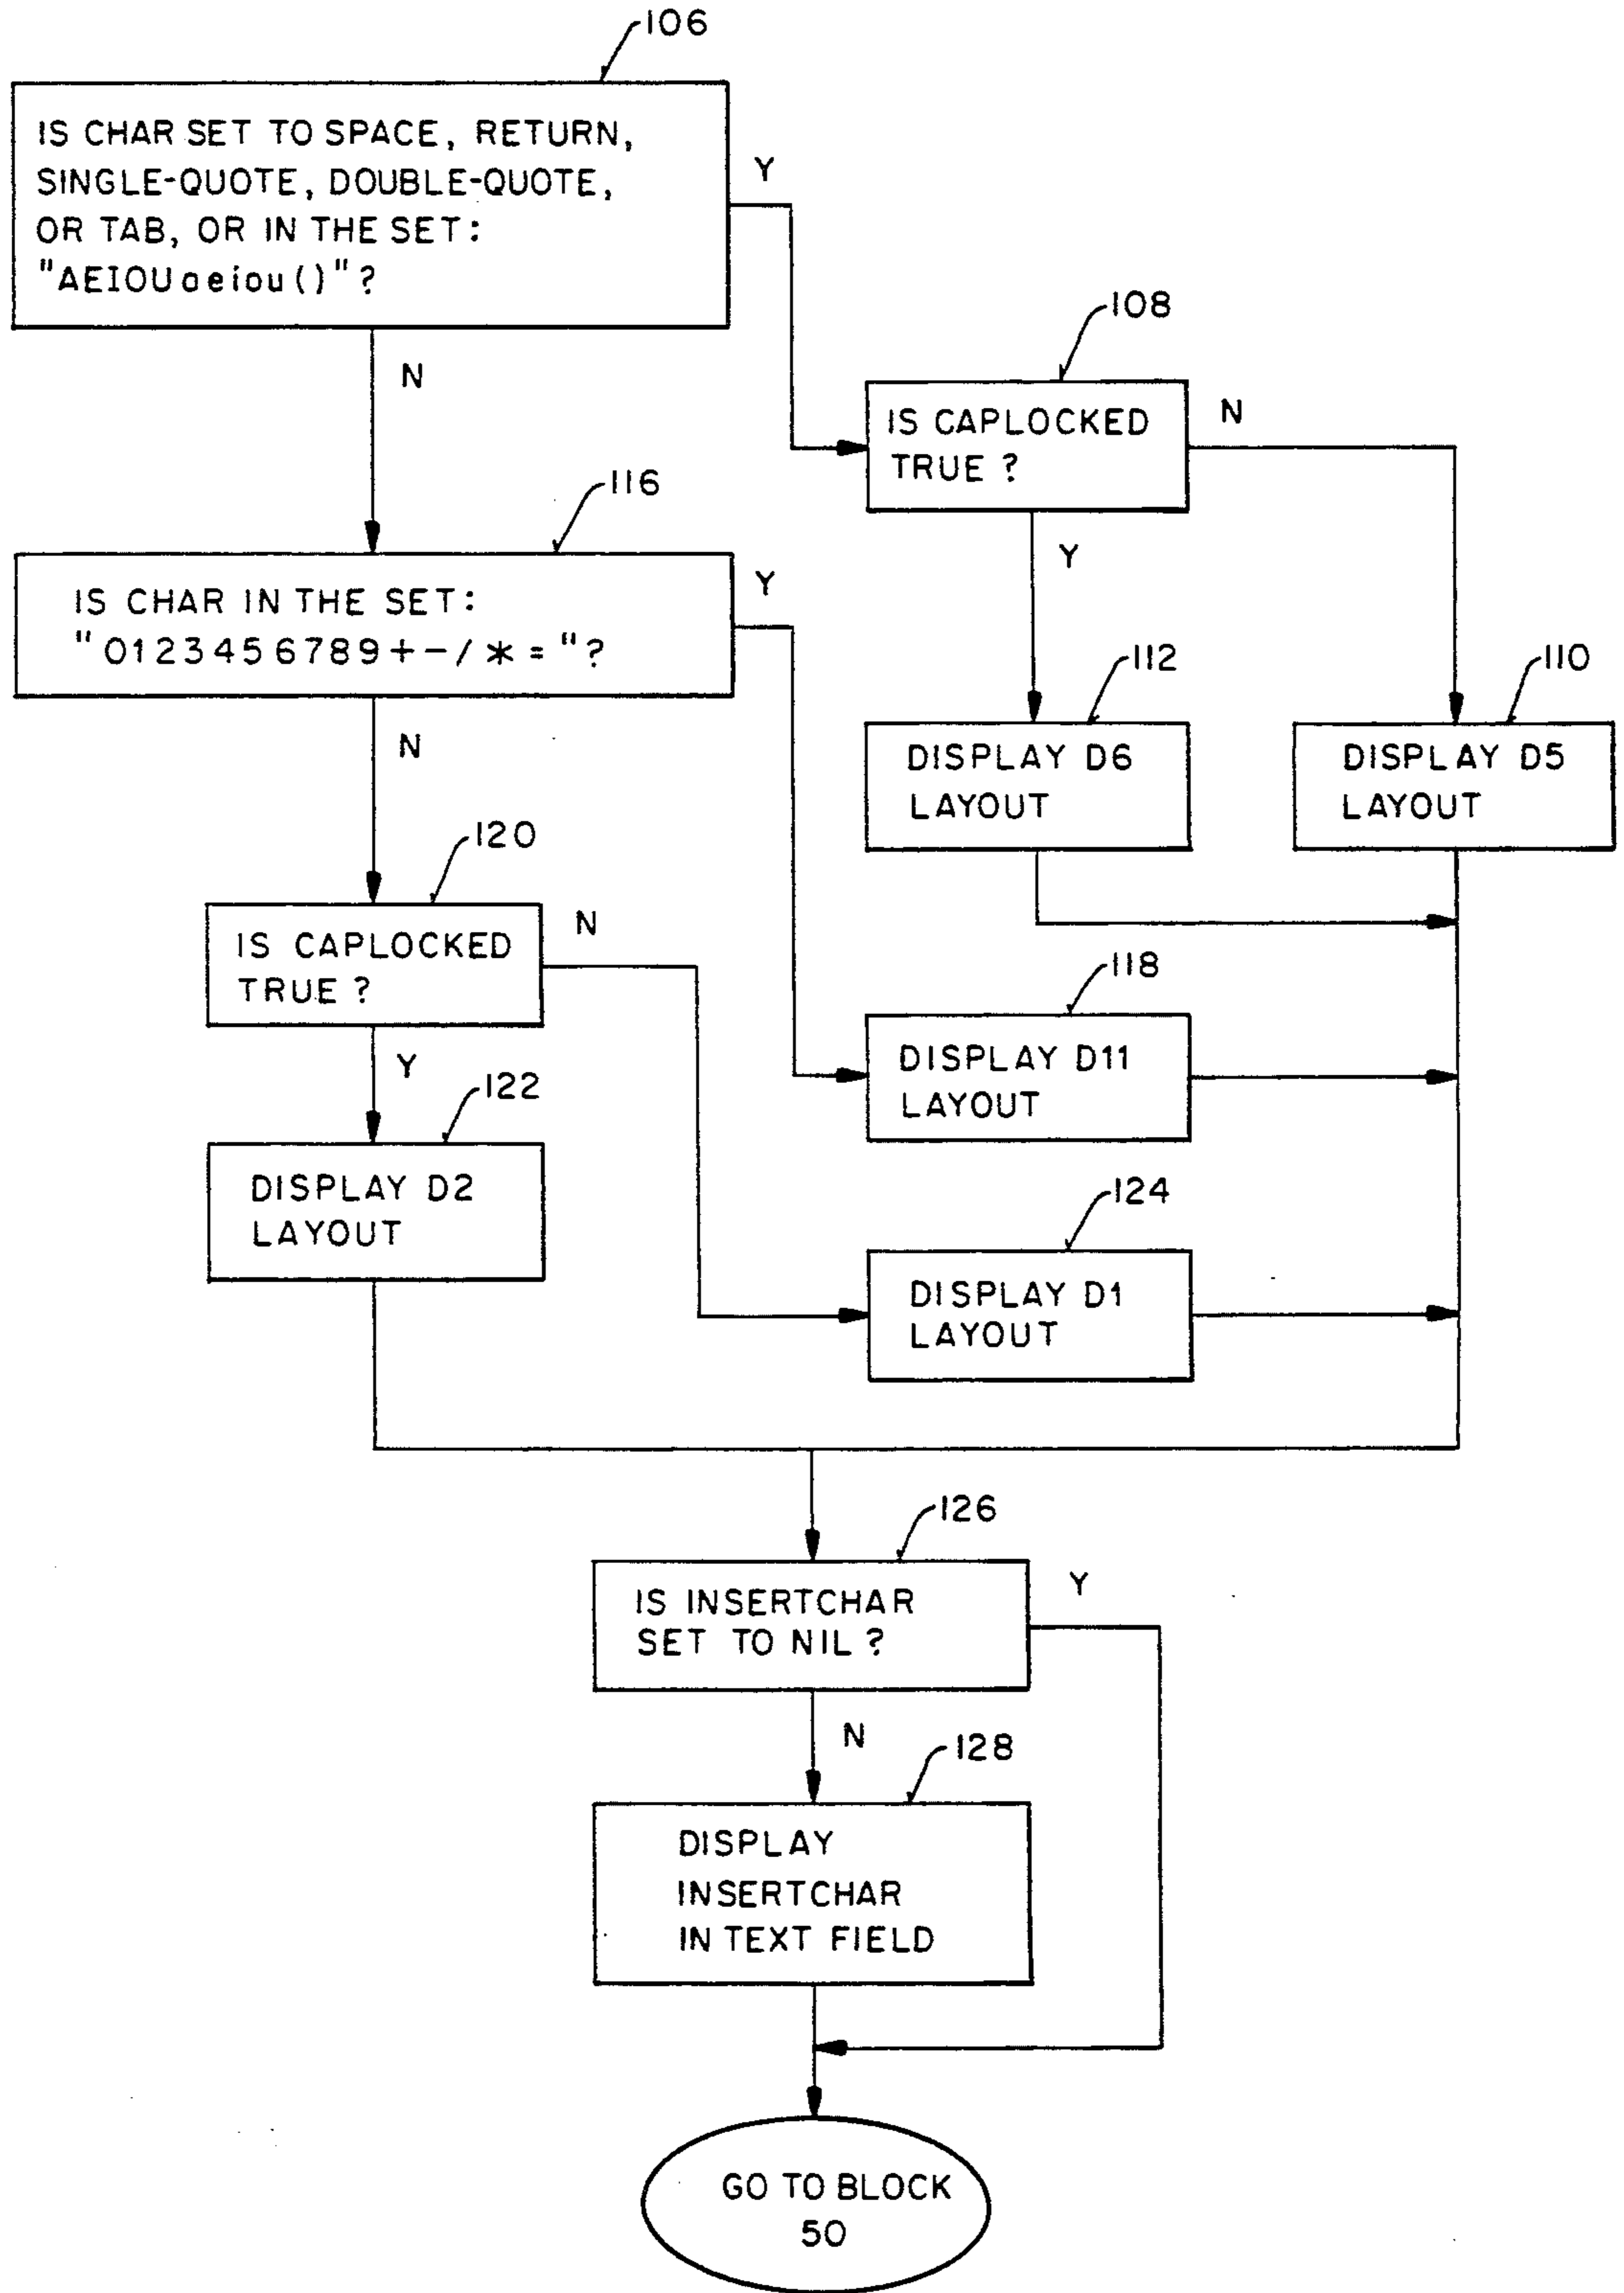 106
IS CHAR SET TO SPACE, RETURN,
SINGLE-QUOTE, DOUBLE-QUOTE,
OR TAB, OR IN THE SET:
"AEIOUaeiou()"?
Y
N
108
IS CAPLOCKED
TRUE ?
N
Y
116
IS CHAR IN THE SET:
"0123456789+-/*="?
Y
N
112
DISPLAY D6
LAYOUT
110
DISPLAY D5
LAYOUT
120
IS CAPLOCKED
TRUE ?
N
Y
118
DISPLAY D11
LAYOUT
122
DISPLAY D2
LAYOUT
124
DISPLAY D1
LAYOUT
126
IS INSERTCHAR
SET TO NIL ?
Y
N
128
DISPLAY
INSERTCHAR
IN TEXT FIELD
GO TO BLOCK
50